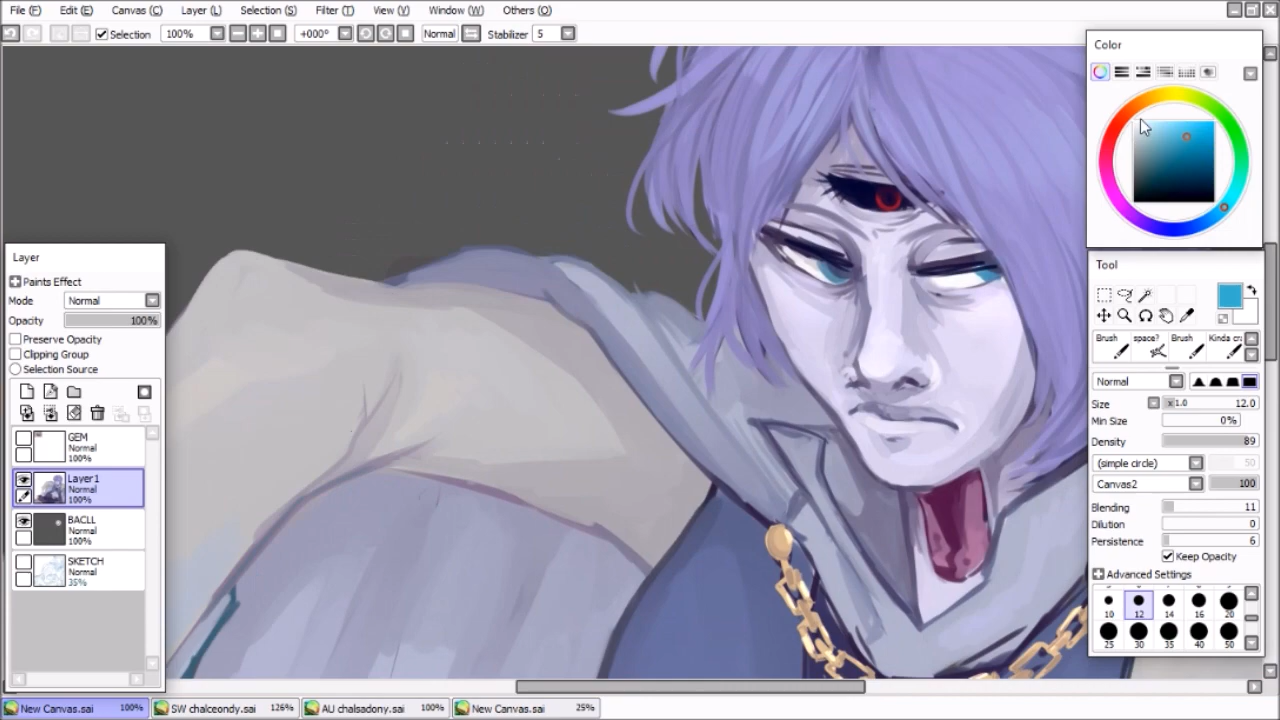 File (F) Edit (E) Canvas (C) Layer (L) Selection (S) Filter (T) View (V) Window (W) Others (O)
Selection 100% +000° Normal Stabilizer 5
Color
Layer
Paints Effect
Mode Normal
Opacity 100%
Preserve Opacity
Clipping Group
Selection Source
GEM
Normal
100%
Layer1
Normal
100%
BACLL
Normal
100%
SKETCH
Normal
35%
Tool
Brush space? Brush Kinda cr
Normal
Size x1.0 12.0
Min Size 0%
Density 89
(simple circle) 50
Canvas2 100
Blending 11
Dilution 0
Persistence 6
Keep Opacity
Advanced Settings
10 12 14 16 20
25 30 35 40 50
New Canvas.sai 100% SW chalceondy.sai 126% AU chalsadony.sai 100% New Canvas.sai 25%